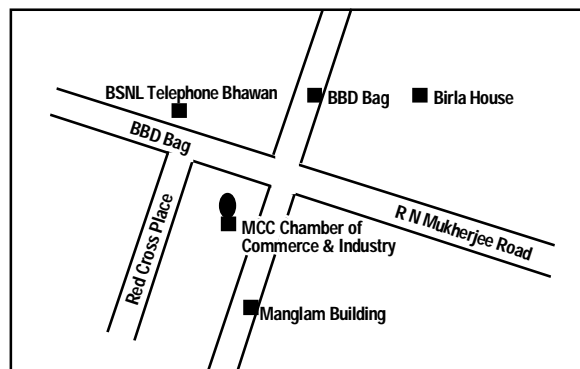 BSNL Telephone Bhawan
BBD Bag
Birla House
BBD Bag
MCC Chamber of
Commerce & Industry
R N Mukherjee Road
Red Cross Place
Manglam Building